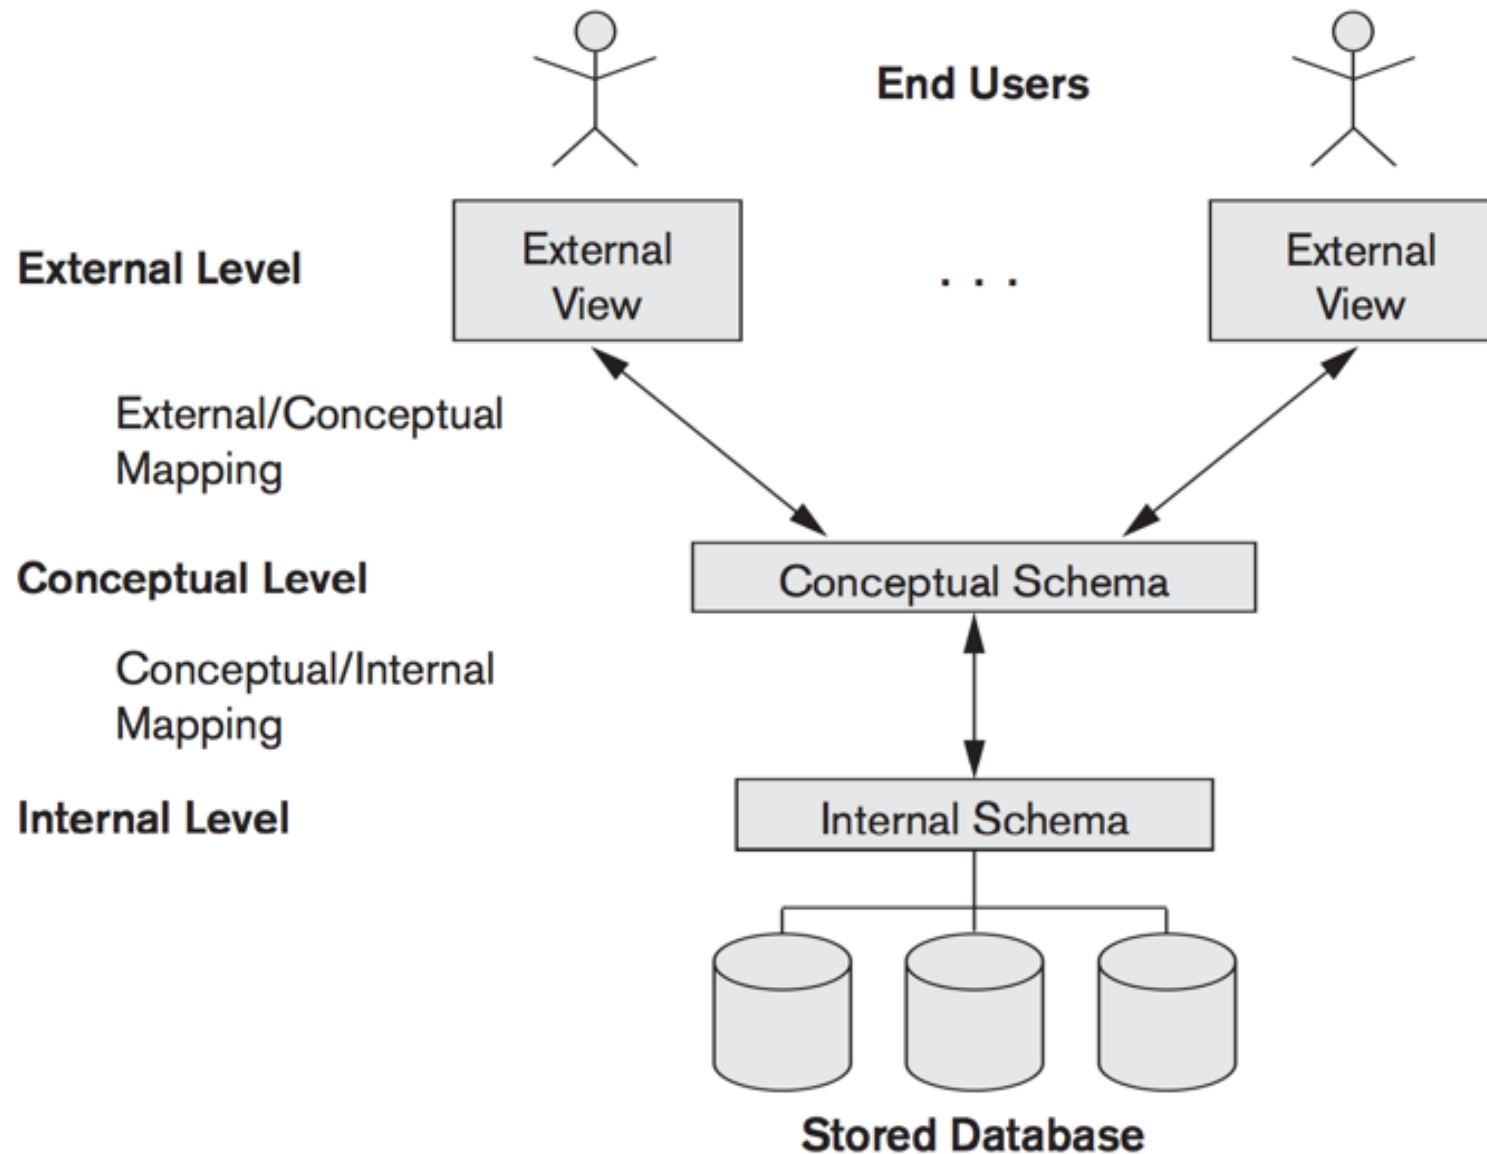 End Users
External Level
External
View
. . .
External
View
External/Conceptual
Mapping
Conceptual Level
Conceptual Schema
Conceptual/Internal
Mapping
Internal Level
Internal Schema
Stored Database